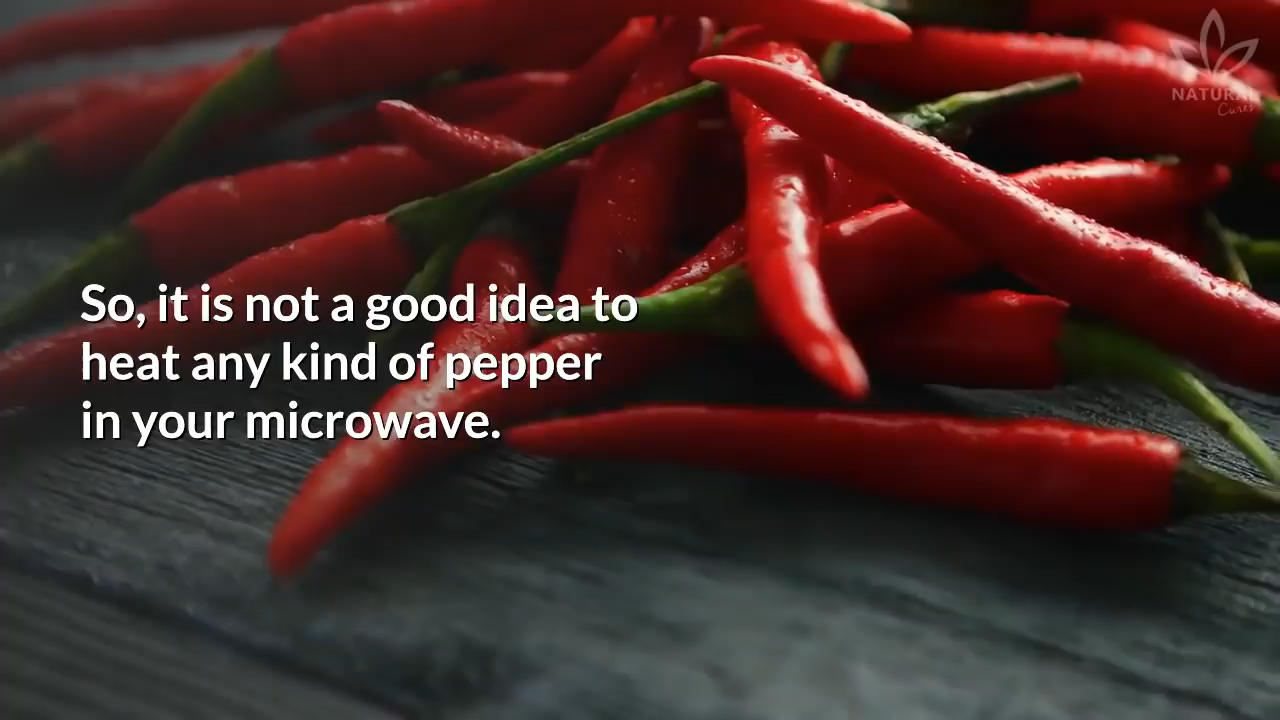 NATURAL
Cures
So, it is not a good idea to
heat any kind of pepper
in your microwave.